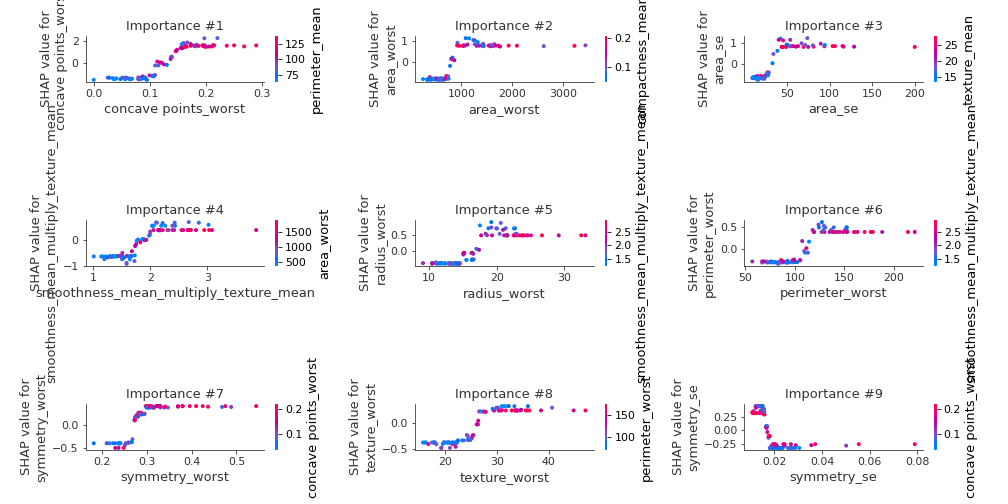 Importance #1
SHAP value for
concave points_worst
2
0
0.0
0.1
0.2
0.3
concave points_worst
125
100
75
perimeter_mean
Importance #2
SHAP value for
area_worst
1
0
1000
2000
3000
area_worst
0.2
0.1
compactness_mean
Importance #3
SHAP value for
area_se
1
0
50
100
150
200
area_se
25
20
15
texture_mean
Importance #4
SHAP value for
smoothness_mean_multiply_texture_mean
0
−1
1
2
3
smoothness_mean_multiply_texture_mean
1500
1000
500
area_worst
Importance #5
SHAP value for
radius_worst
0.5
0.0
10
20
30
radius_worst
2.5
2.0
1.5
smoothness_mean_multiply_texture_mean
Importance #6
SHAP value for
perimeter_worst
0.5
0.0
50
100
150
200
perimeter_worst
2.5
2.0
1.5
smoothness_mean_multiply_texture_mean
Importance #7
SHAP value for
symmetry_worst
0.0
−0.5
0.2
0.3
0.4
0.5
symmetry_worst
0.2
0.1
concave points_worst
Importance #8
SHAP value for
texture_worst
0.0
−0.5
20
30
40
texture_worst
150
100
perimeter_worst
Importance #9
SHAP value for
symmetry_se
0.25
0.00
−0.25
0.02
0.04
0.06
0.08
symmetry_se
0.2
0.1
concave points_worst